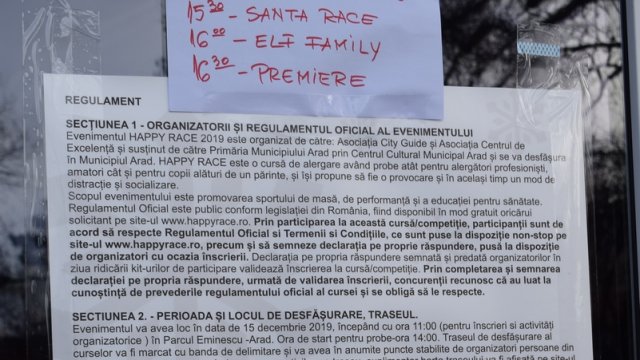 15³⁰ - SANTA RACE
16⁰⁰ - ELF FAMILY
16³⁰ - PREMIERE
REGULAMENT
SECȚIUNEA 1 - ORGANIZATORII ȘI REGULAMENTUL OFICIAL AL EVENIMENTULUI
Evenimentul HAPPY RACE 2019 este organizat de către: Asociația City Guide și Asociația Centrul de
Excelență și susținut de către Primăria Municipiului Arad prin Centrul Cultural Municipal Arad și se va desfășura
în Municipiul Arad. HAPPY RACE este o cursă de alergare având probe atât pentru alergători profesioniști,
amatori cât și pentru copii alături de un părinte, și își propune să fie o provocare și în același timp un mod de
distracție și socializare.
Scopul evenimentului este promovarea sportului de masă, de performanță și a educației pentru sănătate.
Regulamentul Oficial este public conform legislației din România, fiind disponibil în mod gratuit oricărui
solicitant pe site-ul www.happyrace.ro. Prin participarea la această cursă/competiție, participanții sunt de
acord să respecte Regulamentul Oficial si Termenii si Condițiile, ce sunt puse la dispoziție non-stop pe
site-ul www.happyrace.ro, precum și să semneze declarația pe proprie răspundere, pusă la dispoziție
de organizatori cu ocazia înscrierii. Declarația pe propria răspundere semnată și predată organizatorilor în
ziua ridicării kit-urilor de participare validează înscrierea la cursă/competiție. Prin completarea și semnarea
declarației pe propria răspundere, urmată de validarea înscrierii, concurenții recunosc că au luat la
cunoștință de prevederile regulamentului oficial al cursei și se obligă să le respecte.
SECȚIUNEA 2. - PERIOADA ȘI LOCUL DE DESFĂȘURARE, TRASEUL.
Evenimentul va avea loc în data de 15 decembrie 2019, începând cu ora 11:00 (pentru înscrieri si activități
organizatorice ) în Parcul Eminescu -Arad. Ora de start pentru probe-ora 14:00. Traseul de desfășurare al
curselor va fi marcat cu banda de delimitare și va avea în anumite puncte stabilite de organizatori persoane din